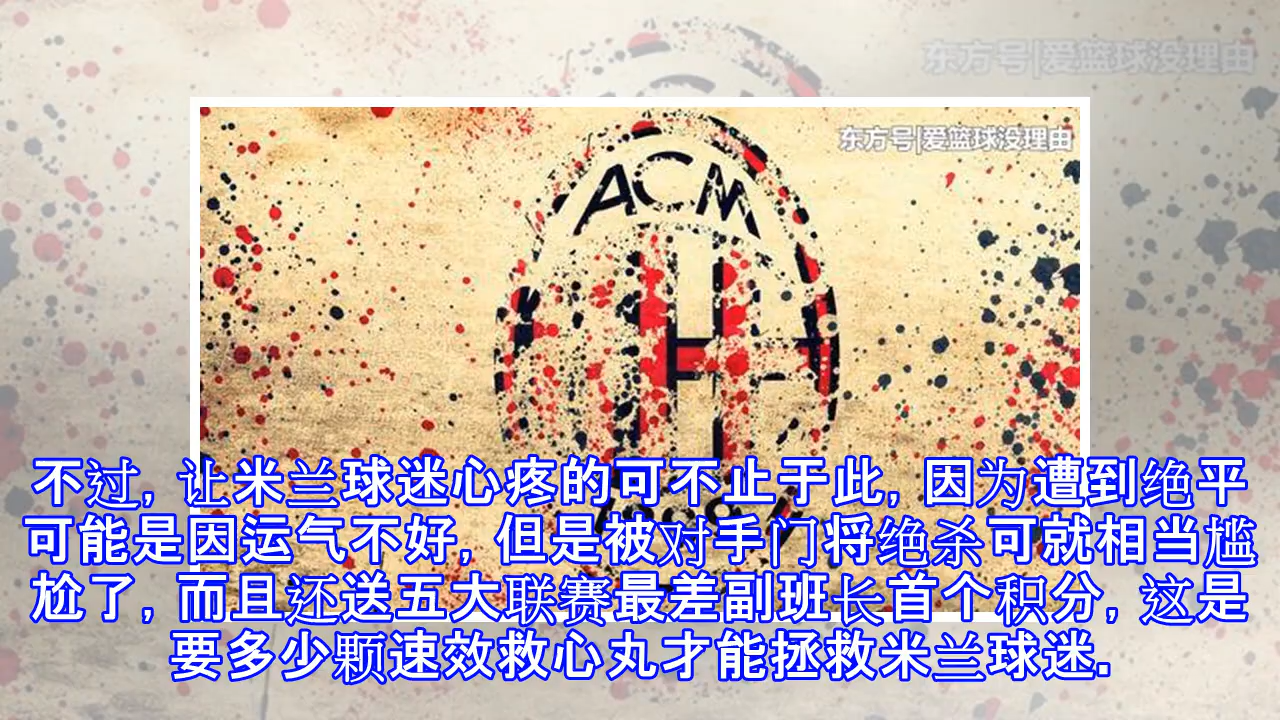 东方号|爱篮球没理由
东方号|爱篮球没理由
ACM
1899
不过, 让米兰球迷心疼的可不止于此, 因为遭到绝平
可能是因运气不好, 但是被对手门将绝杀可就相当尴
尬了, 而且还送五大联赛最差副班长首个积分, 这是
要多少颗速效救心丸才能拯救米兰球迷.